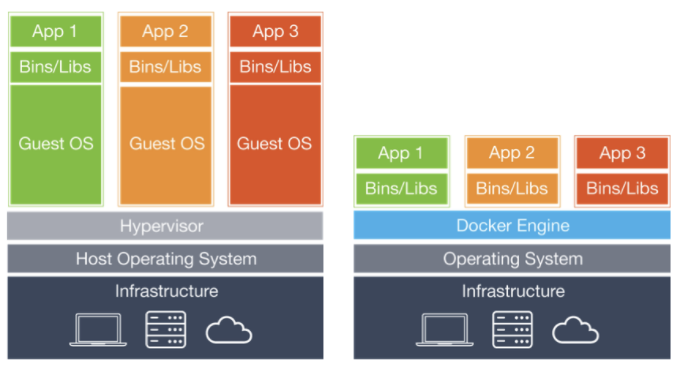 App 1
App 2
App 3
Bins/Libs
Bins/Libs
Bins/Libs
Guest OS
Guest OS
Guest OS
Hypervisor
Host Operating System
Infrastructure
App 1
App 2
App 3
Bins/Libs
Bins/Libs
Bins/Libs
Docker Engine
Operating System
Infrastructure